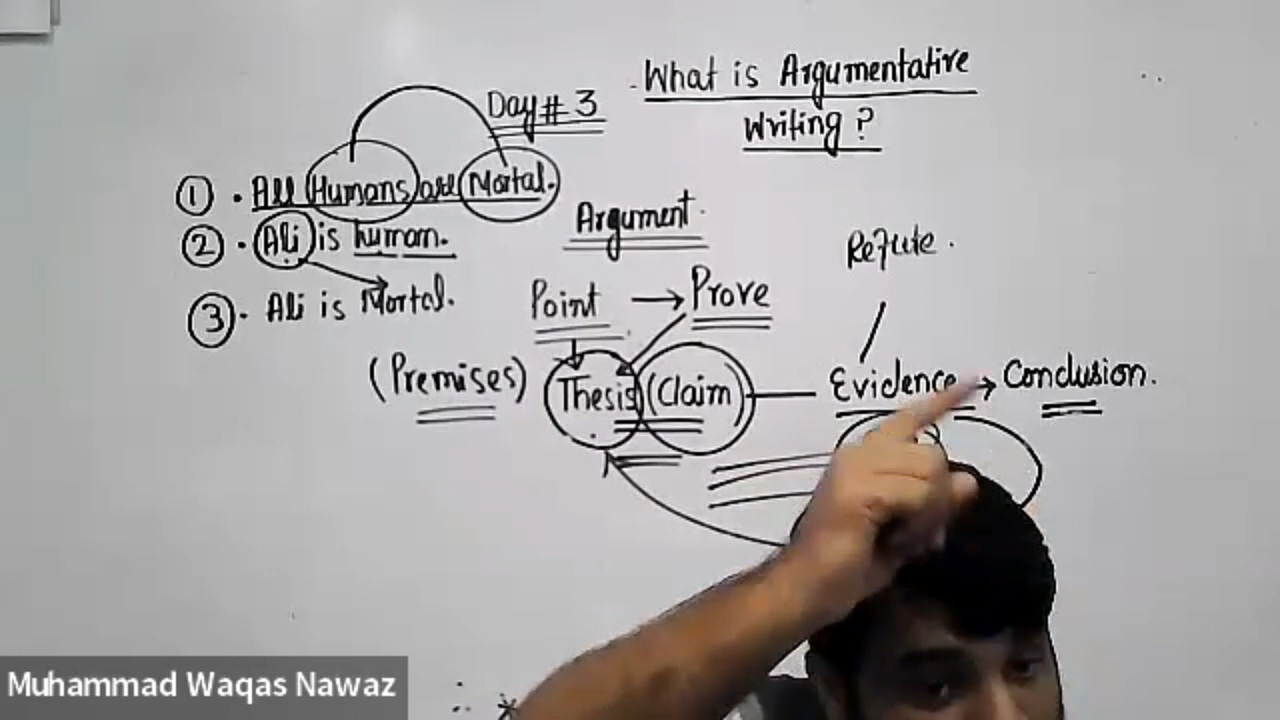 What is Argumentative
Writing ?
Day # 3
① · All Humans are Mortal.
② · Ali is human.
③ · Ali is Mortal.
Argument.
Refute.
Point → Prove
(Premises) Thesis (Claim) — Evidence → Conclusion.
Muhammad Waqas Nawaz